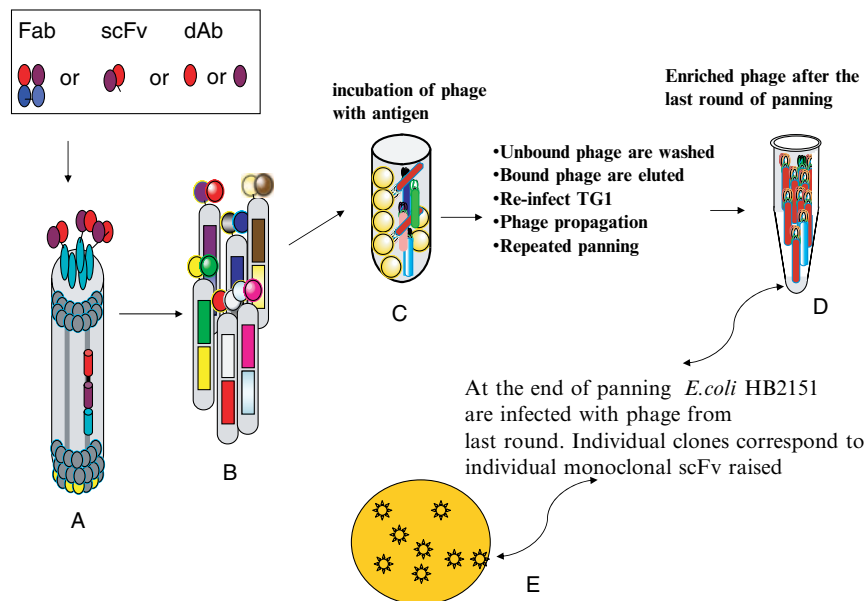 Fab scFv dAb
or or or
incubation of phage
with antigen
Enriched phage after the
last round of panning
•Unbound phage are washed
•Bound phage are eluted
•Re-infect TG1
•Phage propagation
•Repeated panning
A
B
C
D
At the end of panning E.coli HB2151
are infected with phage from
last round. Individual clones correspond to
individual monoclonal scFv raised
E